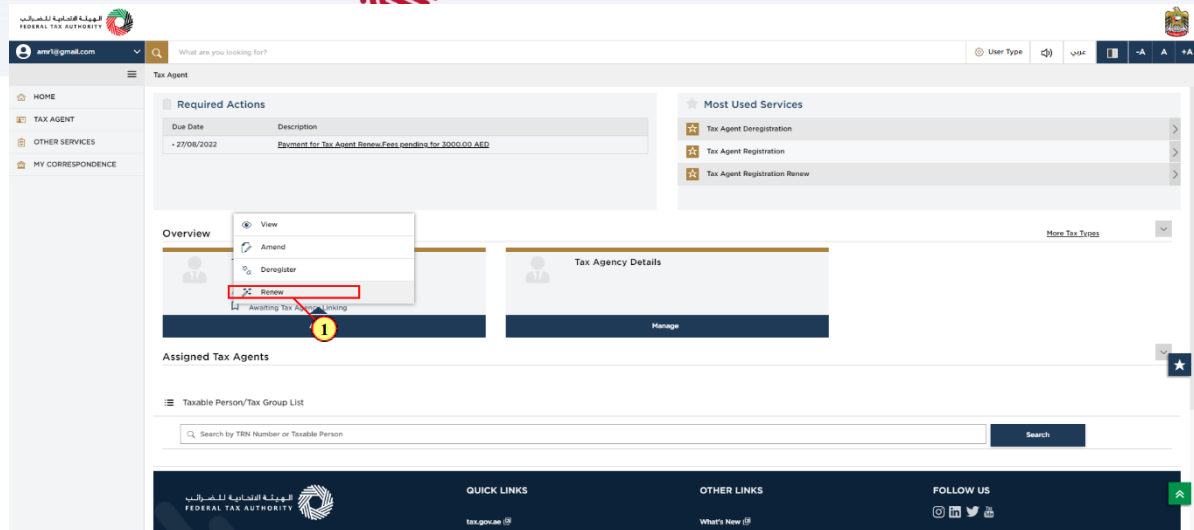 الهيئة الاتحادية للضرائب
FEDERAL TAX AUTHORITY
amr1@gmail.com
What are you looking for?
User Type
عربي
-A A +A
Tax Agent
HOME
TAX AGENT
OTHER SERVICES
MY CORRESPONDENCE
Required Actions
Due Date Description
- 27/08/2022 Payment for Tax Agent Renew.Fees pending for 3000.00 AED
Most Used Services
Tax Agent Deregistration
Tax Agent Registration
Tax Agent Registration Renew
Overview
More Tax Types
View
Amend
Deregister
Renew
Awaiting Tax Agency Linking
1
Tax Agency Details
Manage
Assigned Tax Agents
Taxable Person/Tax Group List
Search by TRN Number or Taxable Person
Search
الهيئة الاتحادية للضرائب
FEDERAL TAX AUTHORITY
QUICK LINKS
tax.gov.ae
OTHER LINKS
What's New
FOLLOW US